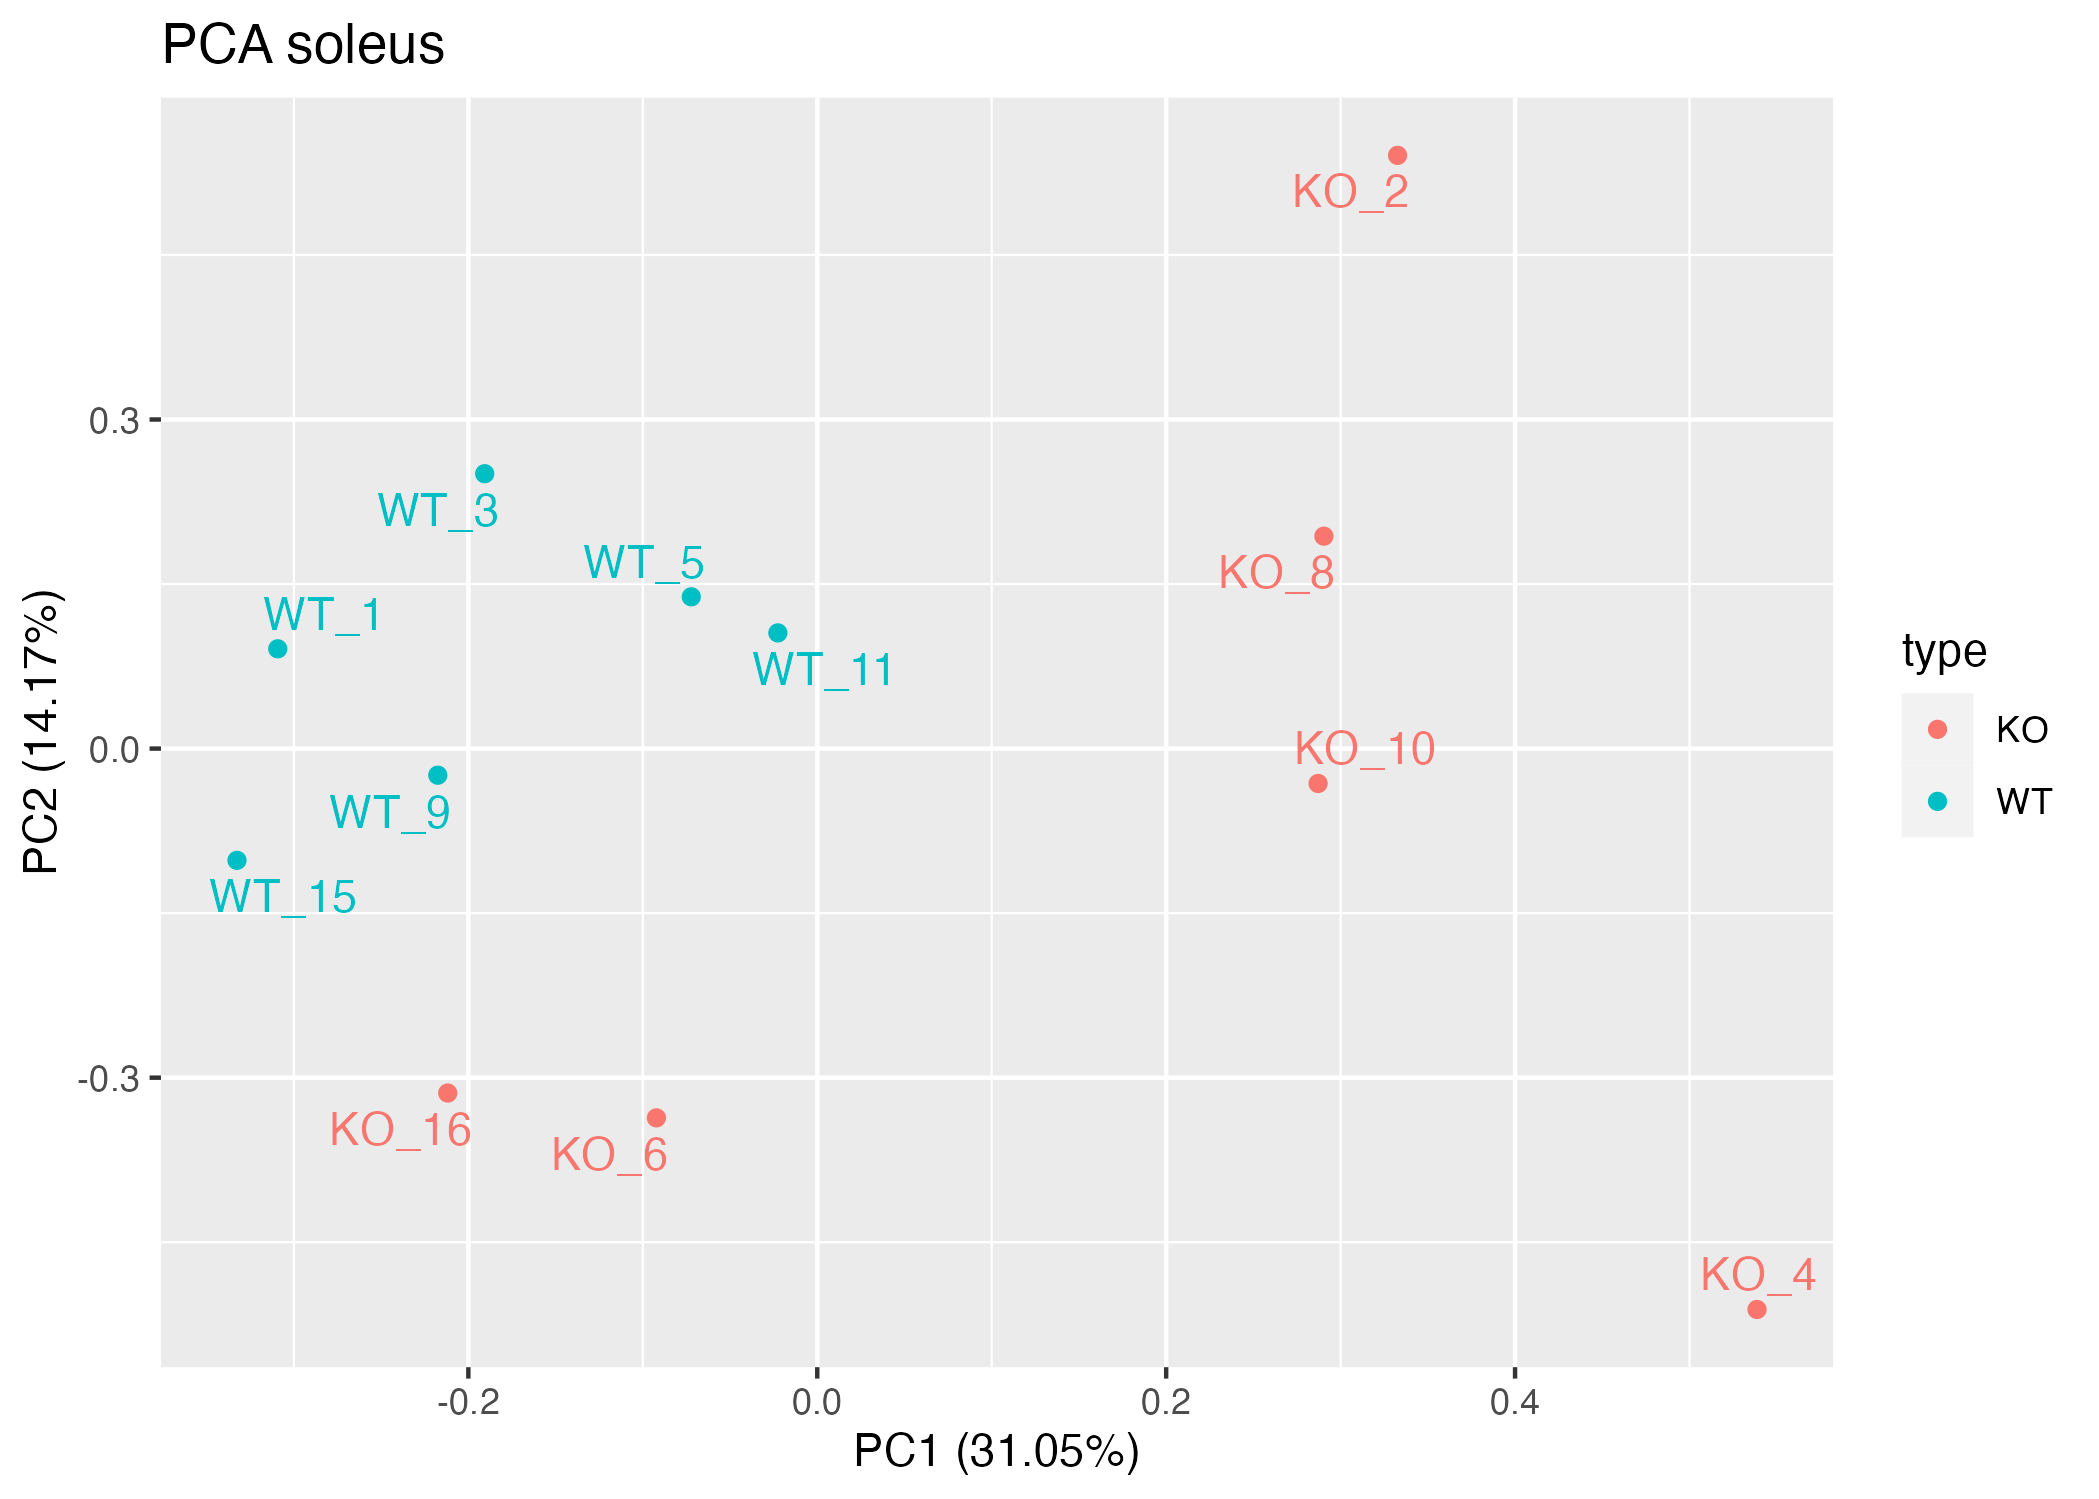 PCA soleus
KO_2
0.3
WT_3
WT_5
KO_8
WT_1
WT_11
type
KO
WT
PC2 (14.17%)
0.0
KO_10
WT_9
WT_15
-0.3
KO_16
KO_6
KO_4
-0.2
0.0
0.2
0.4
PC1 (31.05%)